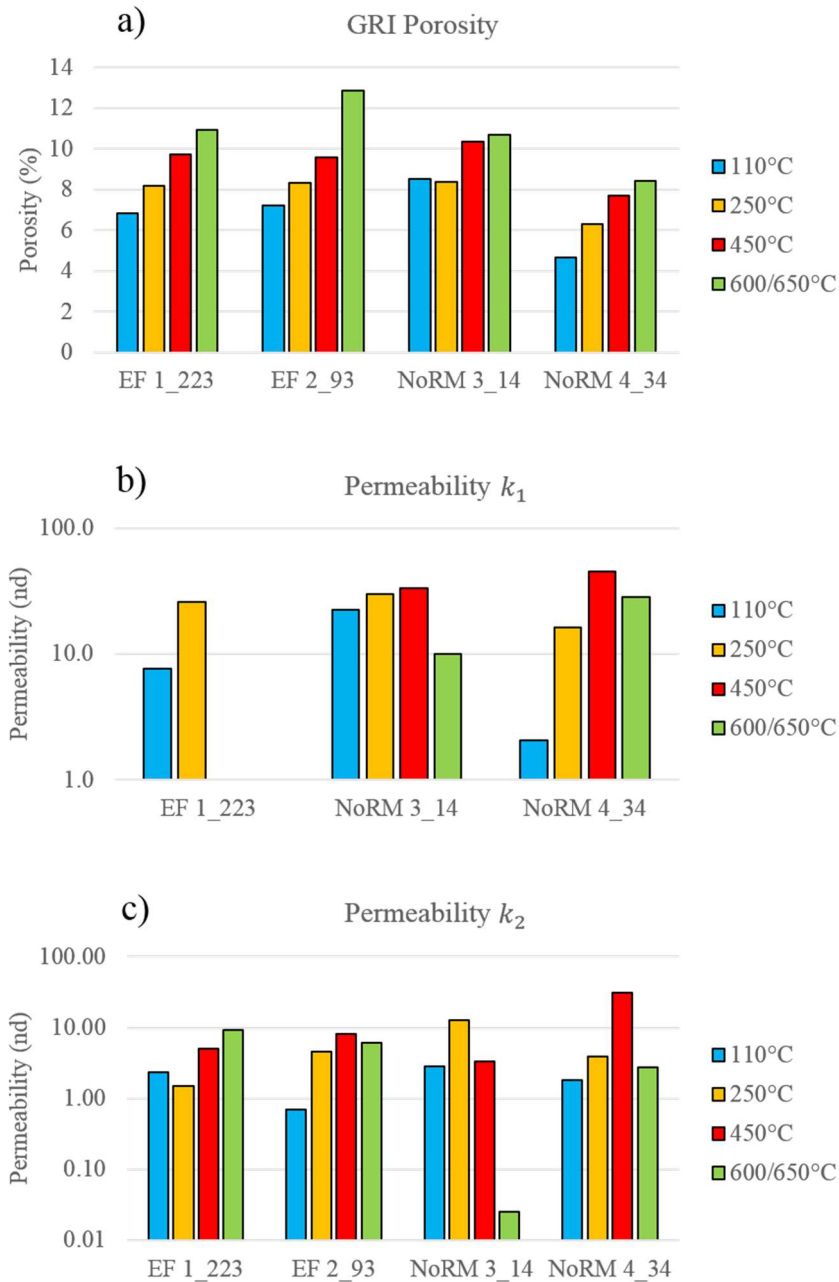 a)
GRI Porosity
Porosity (%)
14
12
10
8
6
4
2
0
EF 1_223 EF 2_93 NoRM 3_14 NoRM 4_34
110°C
250°C
450°C
600/650°C
b)
Permeability k₁
Permeability (nd)
100.0
10.0
1.0
EF 1_223 NoRM 3_14 NoRM 4_34
110°C
250°C
450°C
600/650°C
c)
Permeability k₂
Permeability (nd)
100.00
10.00
1.00
0.10
0.01
EF 1_223 EF 2_93 NoRM 3_14 NoRM 4_34
110°C
250°C
450°C
600/650°C